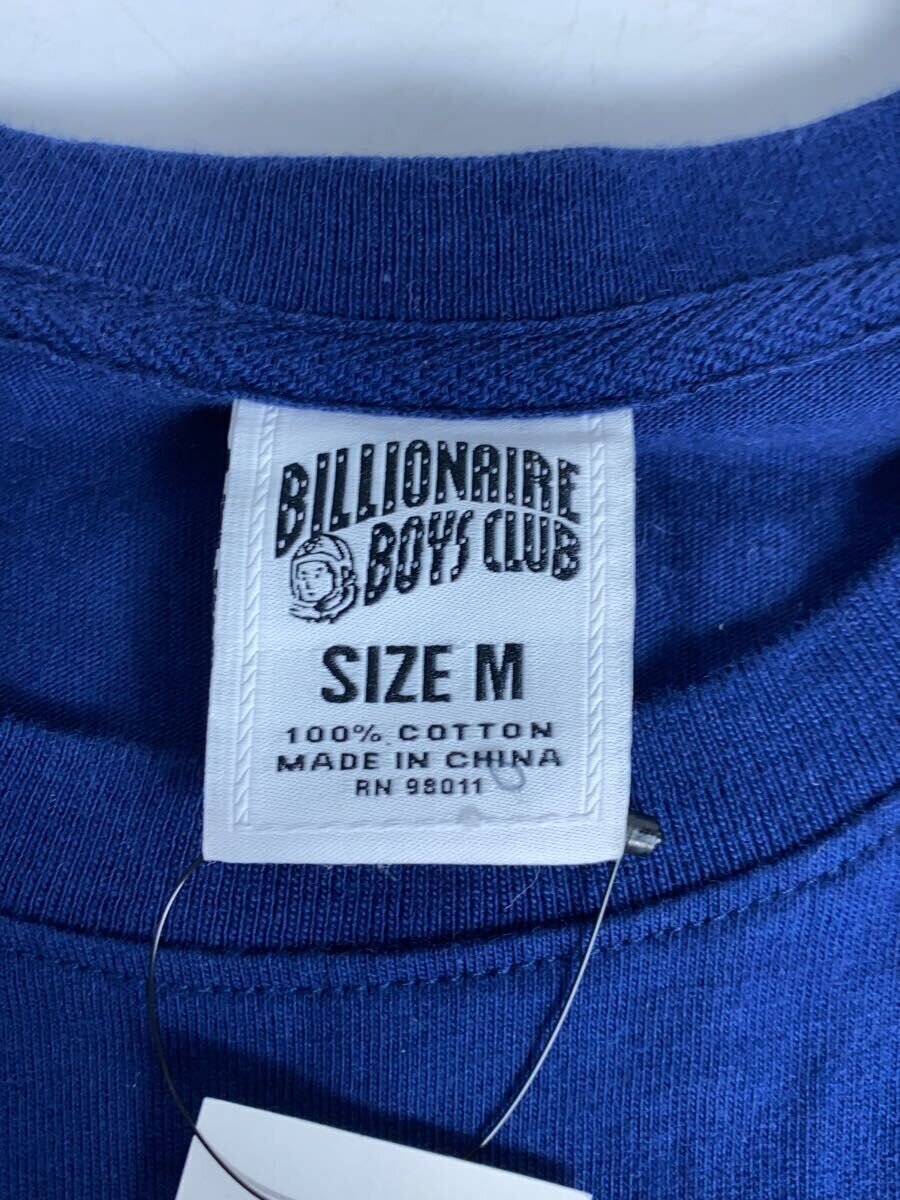 BILLIONAIRE
BOYS CLUB
SIZE M
100% COTTON
MADE IN CHINA
RN 98011